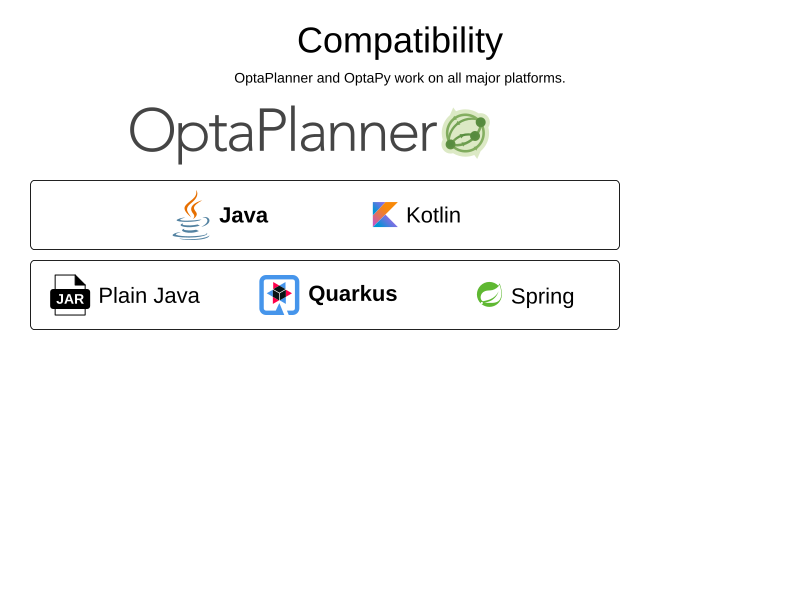 Compatibility
OptaPlanner and OptaPy work on all major platforms.
OptaPlanner
Java Kotlin
JAR Plain Java Quarkus Spring